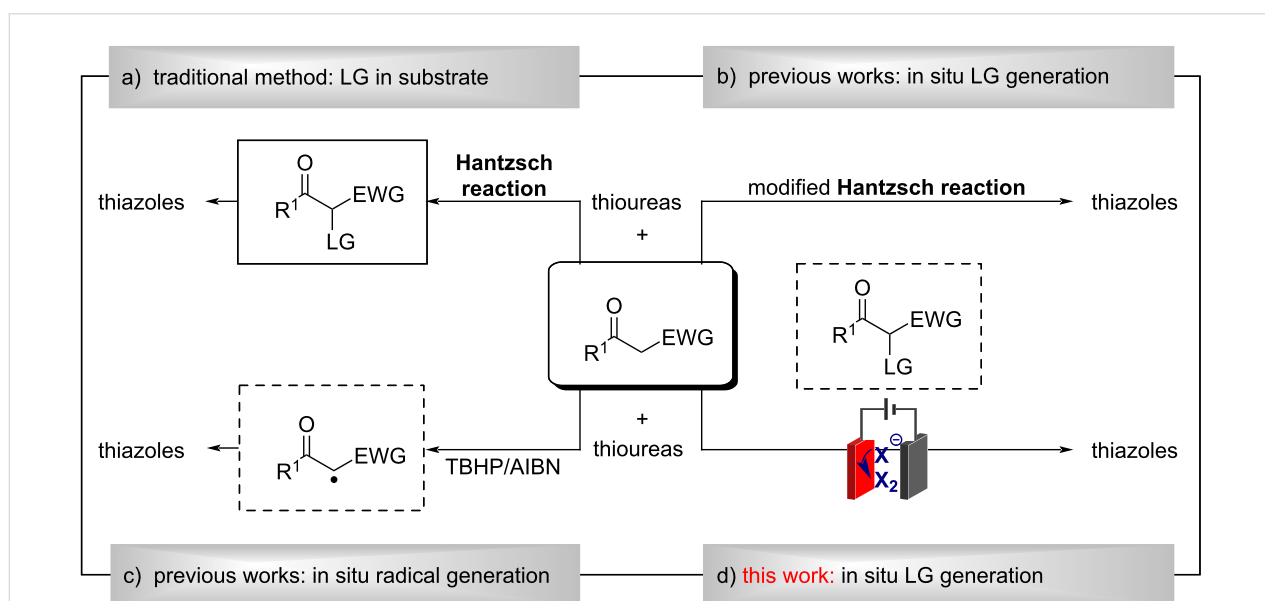 a) traditional method: LG in substrate
b) previous works: in situ LG generation
O
R1
EWG
LG
thiazoles
Hantzsch
reaction
thioureas
+
modified Hantzsch reaction
thiazoles
O
R1
EWG
O
R1
EWG
LG
O
R1
EWG
•
thiazoles
TBHP/AIBN
+
thioureas
X⊖
X2
thiazoles
c) previous works: in situ radical generation
d) this work: in situ LG generation